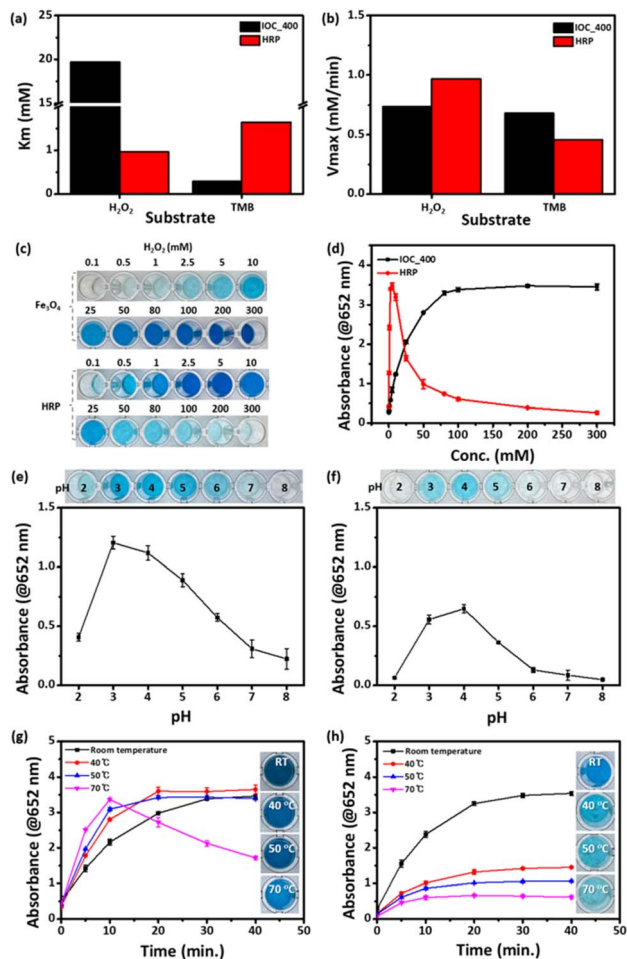 (a)
IOC_400
HRP
20
15
1
0
Km (mM)
H₂O₂
TMB
Substrate
(b)
IOC_400
HRP
1.5
1.0
0.5
0.0
Vmax (mM/min)
H₂O₂
TMB
Substrate
(c)
H₂O₂ (mM)
0.1 0.5 1 2.5 5 10
Fe₃O₄
25 50 80 100 200 300
0.1 0.5 1 2.5 5 10
HRP
25 50 80 100 200 300
(d)
IOC_400
HRP
4
3
2
1
0
Absorbance (@652 nm)
0 50 100 150 200 250 300
Conc. (mM)
(e)
pH 2 3 4 5 6 7 8
1.5
1.0
0.5
0.0
Absorbance (@652 nm)
2 3 4 5 6 7 8
pH
(f)
pH 2 3 4 5 6 7 8
1.5
1.0
0.5
0.0
Absorbance (@652 nm)
2 3 4 5 6 7 8
pH
(g)
Room temperature
40℃
50℃
70℃
RT
40 °C
50 °C
70 °C
5
4
3
2
1
0
Absorbance (@652 nm)
0 10 20 30 40 50
Time (min.)
(h)
Room temperature
40℃
50℃
70℃
RT
40 °C
50 °C
70 °C
5
4
3
2
1
0
Absorbance (@652 nm)
0 10 20 30 40 50
Time (min.)